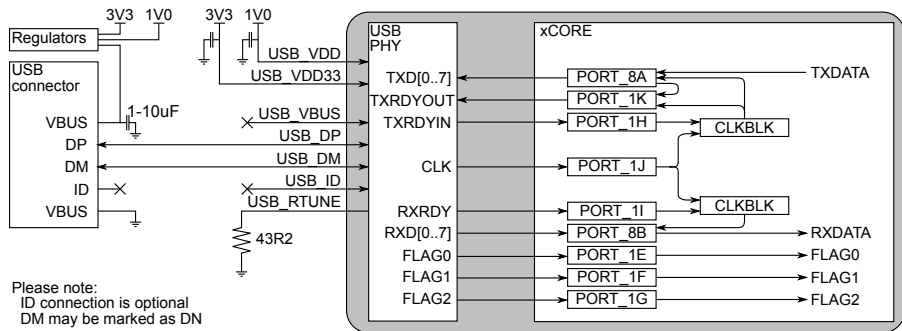 3V3 1V0
Regulators
USB
connector
1-10uF
VBUS
DP
DM
ID
VBUS
3V3 1V0
USB_VDD
USB_VDD33
USB_VBUS
USB_DP
USB_DM
USB_ID
USB_RTUNE
43R2
USB
PHY
TXD[0..7]
TXRDYOUT
TXRDYIN
CLK
RXRDY
RXD[0..7]
FLAG0
FLAG1
FLAG2
xCORE
PORT_8A
PORT_1K
PORT_1H
PORT_1J
PORT_1I
PORT_8B
PORT_1E
PORT_1F
PORT_1G
CLKBLK
CLKBLK
TXDATA
RXDATA
FLAG0
FLAG1
FLAG2
Please note:
ID connection is optional
DM may be marked as DN